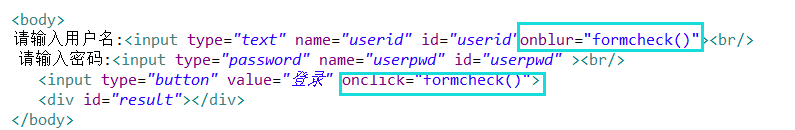 <body>
请输入用户名:<input type="text" name="userid" id="userid"onblur="formcheck()"><br/>
请输入密码:<input type="password" name="userpwd" id="userpwd" ><br/>
<input type="button" value="登录" onclick="formcheck()">
<div id="result"></div>
</body>